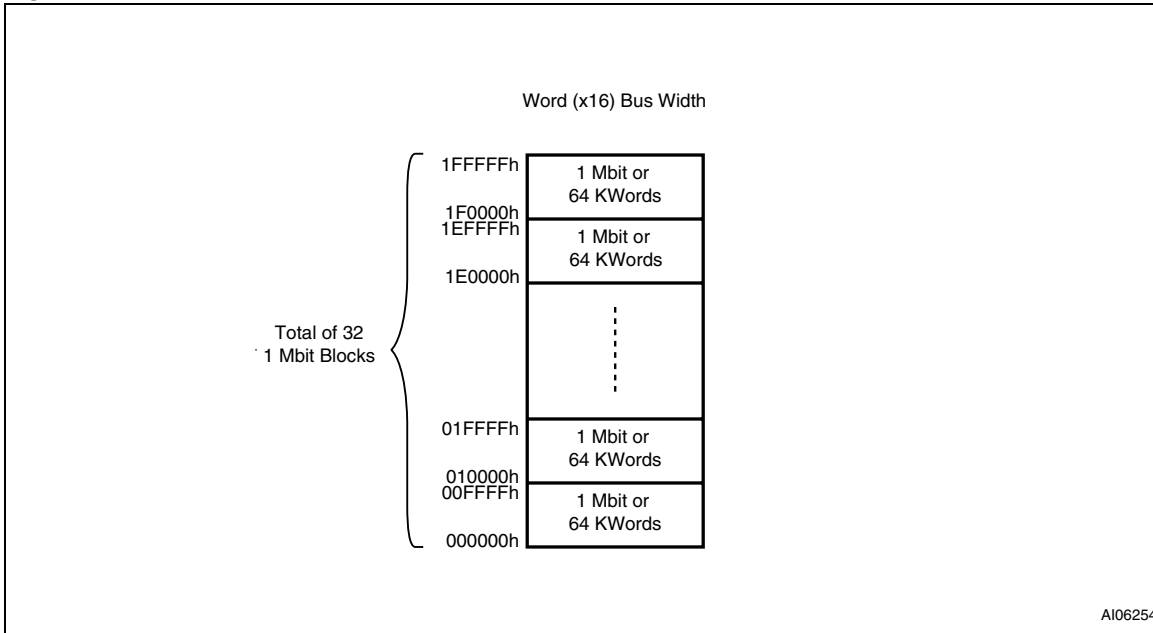 Word (x16) Bus Width
1FFFFFh
1 Mbit or
64 KWords
1F0000h
1EFFFFh
1 Mbit or
64 KWords
1E0000h
Total of 32
1 Mbit Blocks
01FFFFh
1 Mbit or
64 KWords
010000h
00FFFFh
1 Mbit or
64 KWords
000000h
AI06254